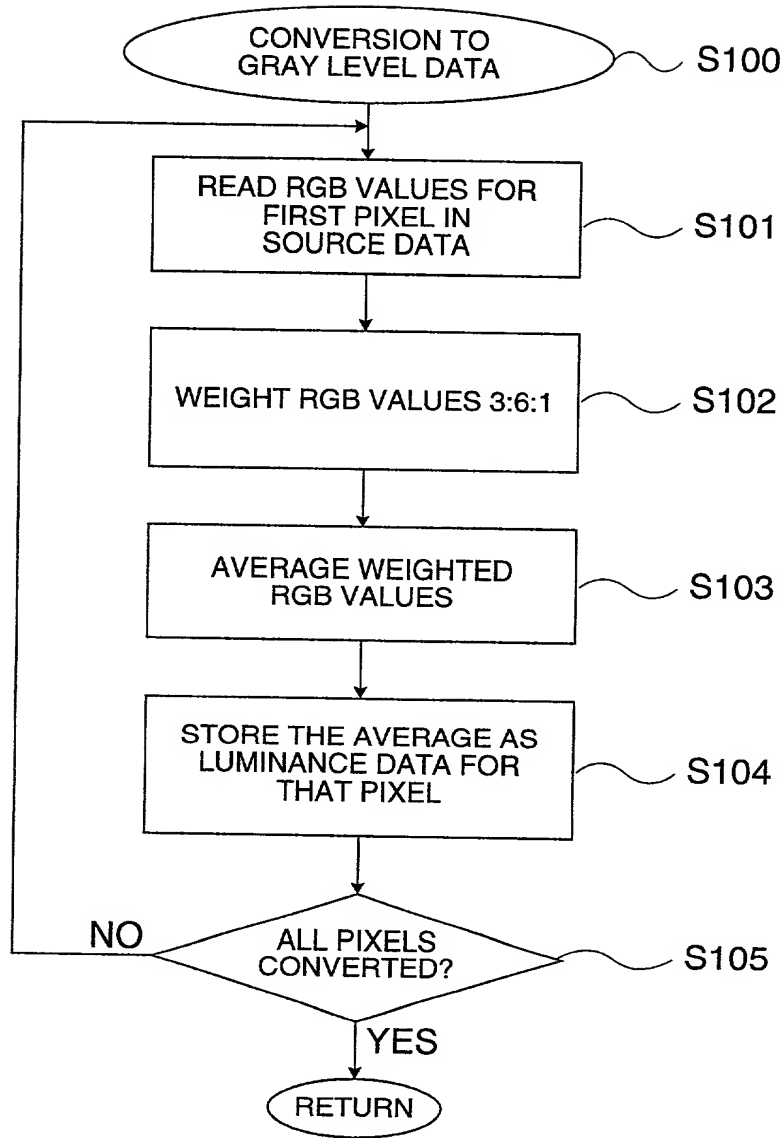 CONVERSION TO
GRAY LEVEL DATA
S100
READ RGB VALUES FOR
FIRST PIXEL IN
SOURCE DATA
S101
WEIGHT RGB VALUES 3:6:1
S102
AVERAGE WEIGHTED
RGB VALUES
S103
STORE THE AVERAGE AS
LUMINANCE DATA FOR
THAT PIXEL
S104
NO
ALL PIXELS
CONVERTED?
S105
YES
RETURN